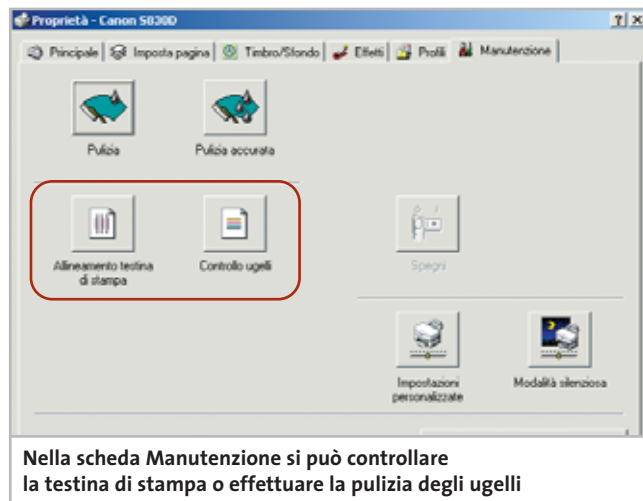 Proprietà - Canon S830D
Principale Imposta pagina Timbro/Sfondo Effetti Profili Manutenzione
Pulizia Pulizia accurata
Allineamento testina di stampa Controllo ugelli Spegni
Impostazioni personalizzate Modalità silenziosa
Nella scheda Manutenzione si può controllare
la testina di stampa o effettuare la pulizia degli ugelli